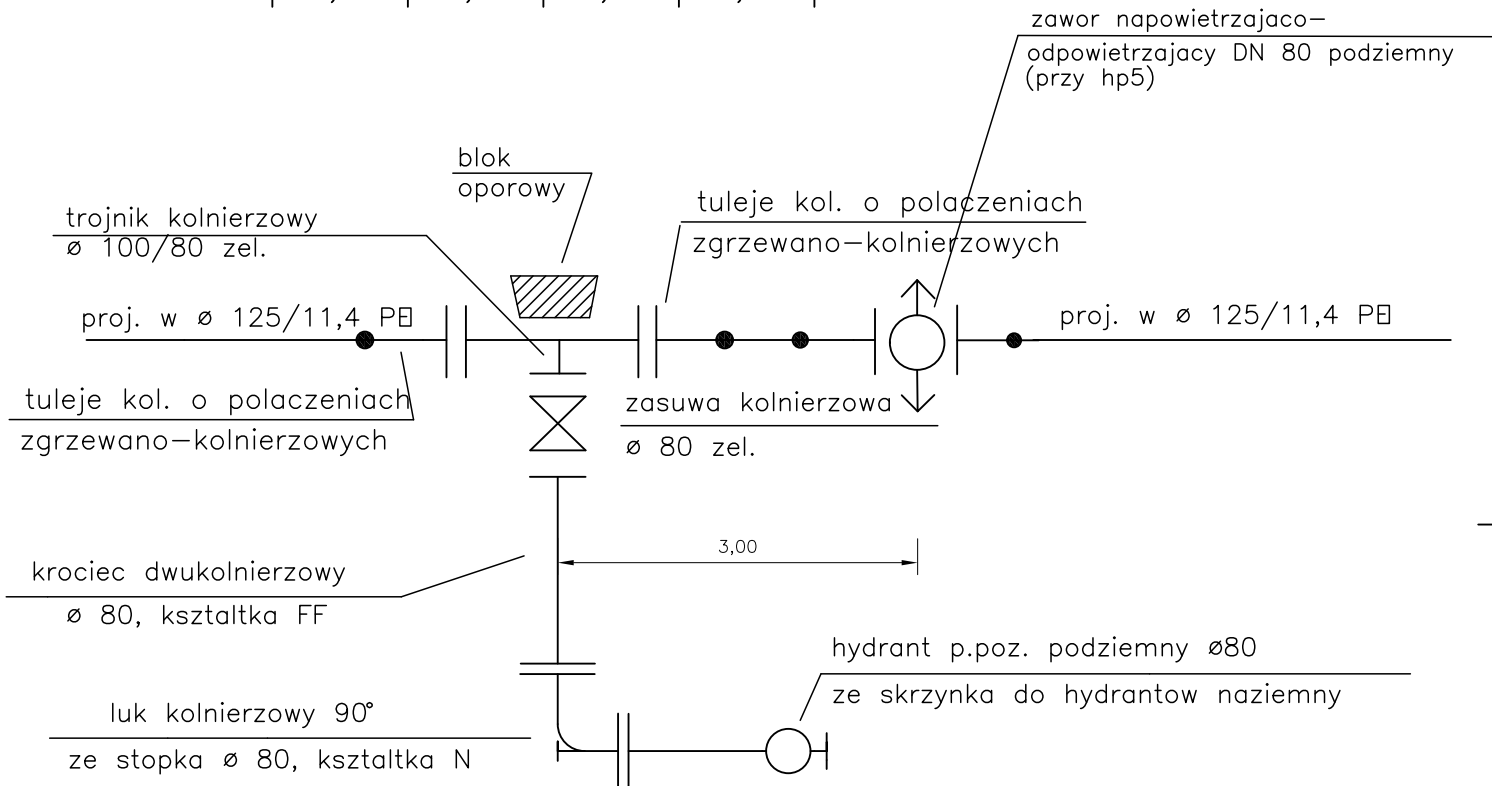 zawor napowietrzajaco-
odpowietrzajacy DN 80 podziemny
(przy hp5)
blok
oporowy
trojnik kolnierzowy
ø 100/80 zel.
tuleje kol. o polaczeniach
zgrzewano-kolnierzowych
proj. w ø 125/11,4 PE
proj. w ø 125/11,4 PE
tuleje kol. o polaczeniach
zgrzewano-kolnierzowych
zasuwa kolnierzowa
ø 80 zel.
3,00
krociec dwukolnierzowy
ø 80, ksztaltka FF
hydrant p.poz. podziemny ø80
ze skrzynka do hydrantow naziemny
luk kolnierzowy 90°
ze stopka ø 80, ksztaltka N